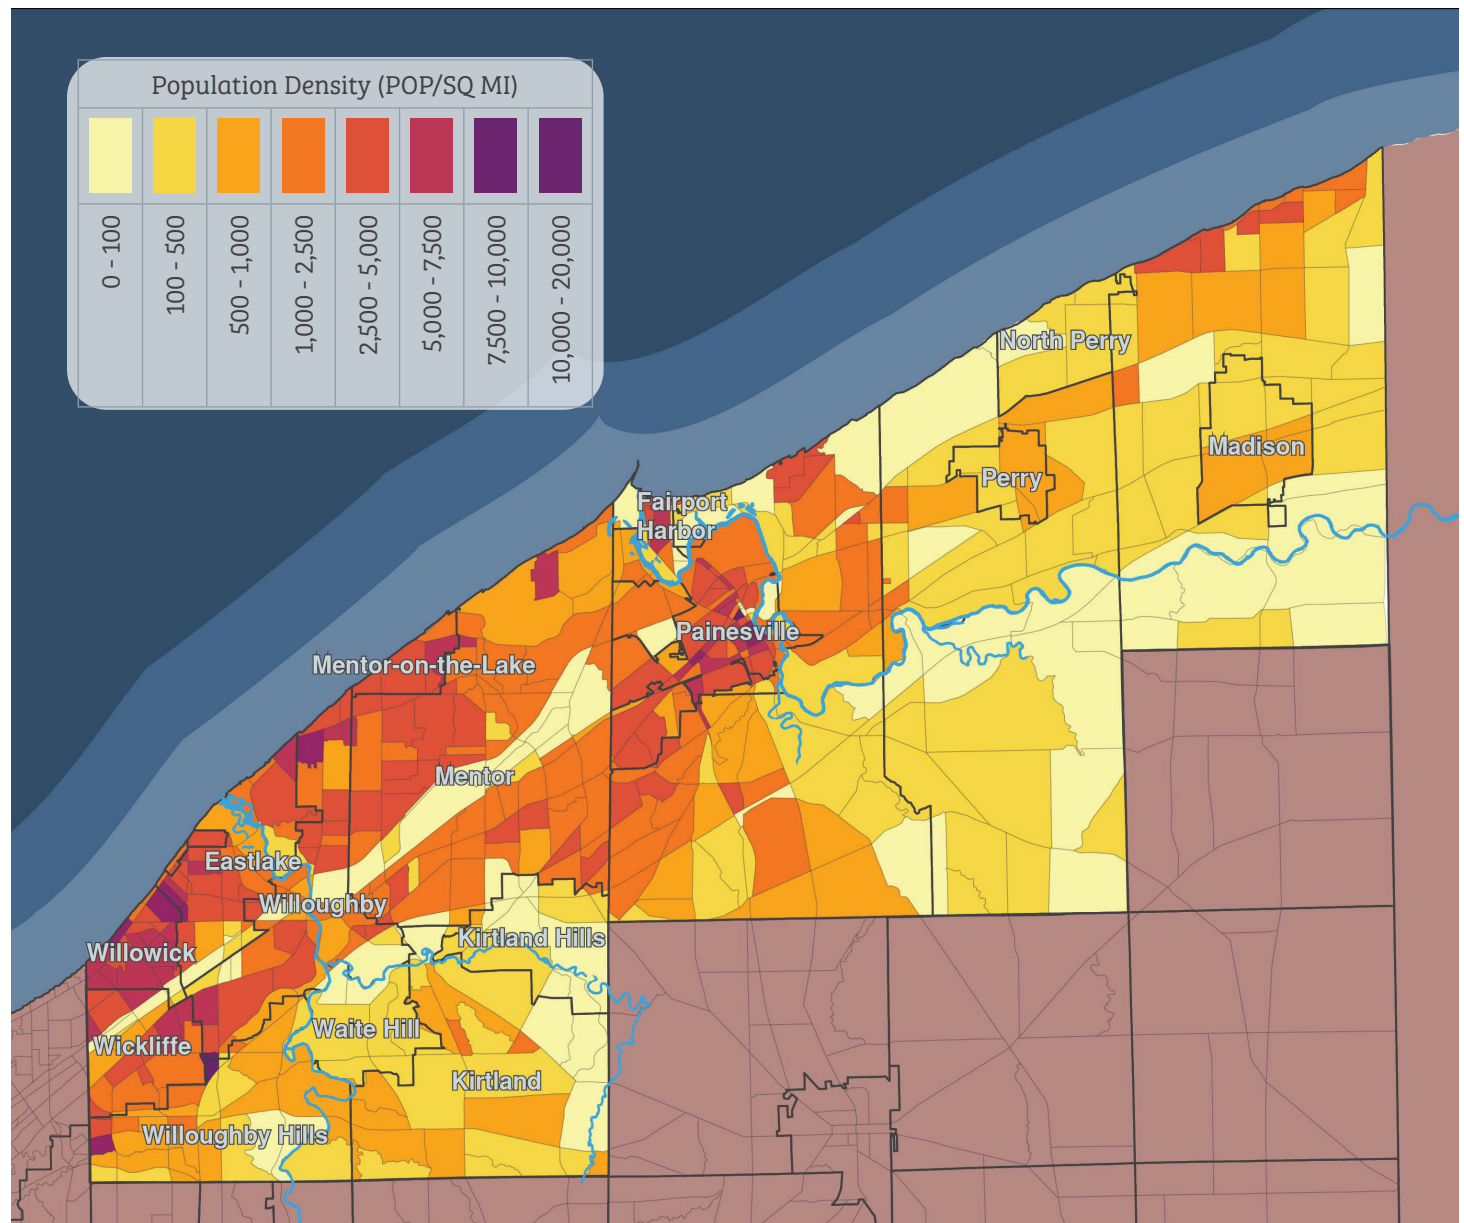 Population Density (POP/SQ MI)
0 - 100
100 - 500
500 - 1,000
1,000 - 2,500
2,500 - 5,000
5,000 - 7,500
7,500 - 10,000
10,000 - 20,000
North Perry
Madison
Perry
Fairport
Harbor
Painesville
Mentor-on-the-Lake
Mentor
Eastlake
Willoughby
Kirtland Hills
Willowick
Waite Hill
Wickliffe
Kirtland
Willoughby Hills